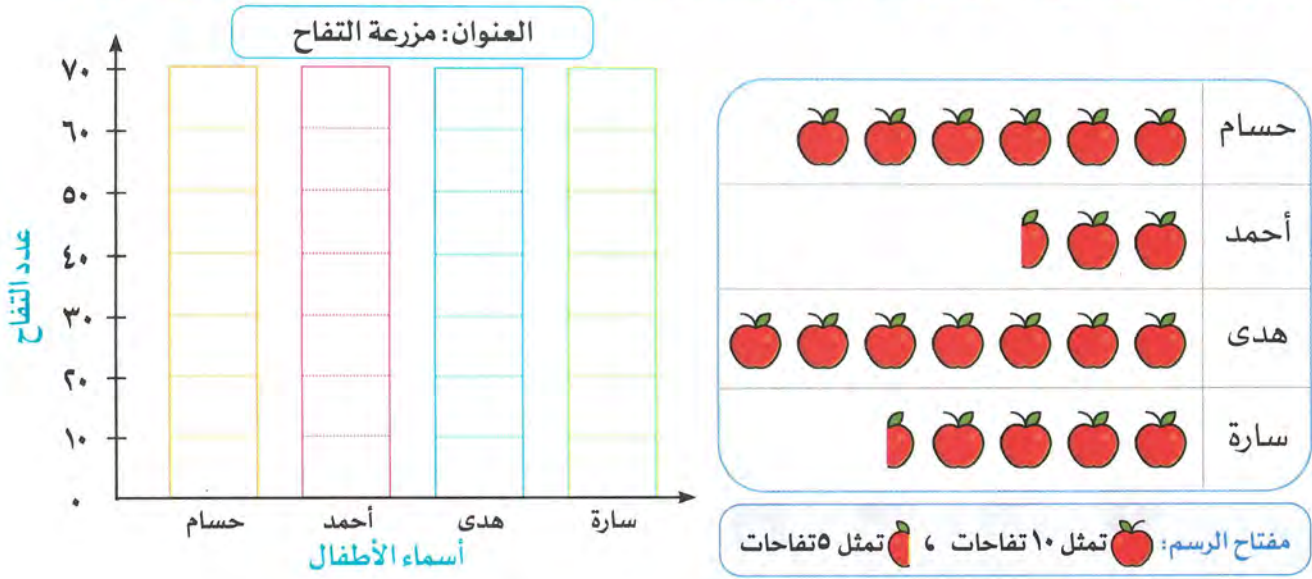 العنوان: مزرعة التفاح
عدد التفاح
٧٠
٦٠
٥٠
٤٠
٣٠
٢٠
١٠
٠
حسام أحمد هدى سارة
أسماء الأطفال
حسام
أحمد
هدى
سارة
مفتاح الرسم: تمثل ١٠ تفاحات ، تمثل ٥ تفاحات